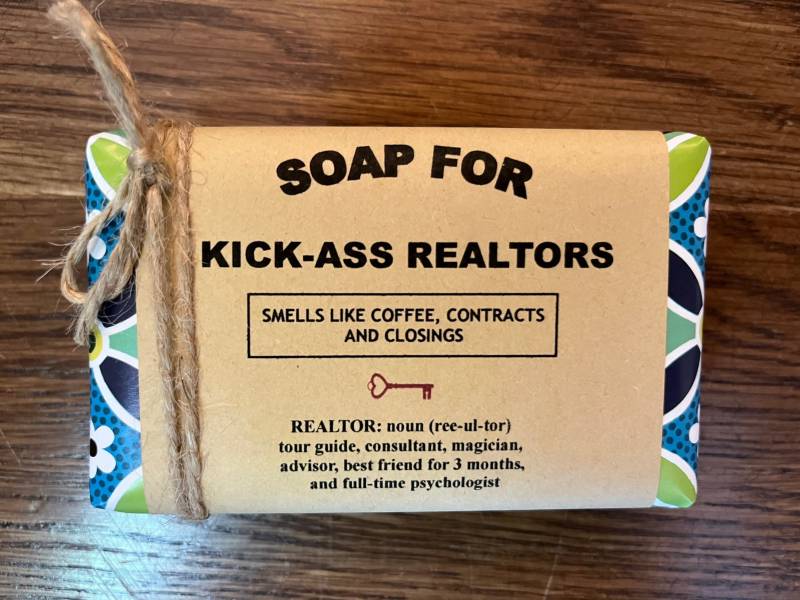 SOAP FOR
KICK-ASS REALTORS
SMELLS LIKE COFFEE, CONTRACTS
AND CLOSINGS
REALTOR: noun (ree-ul-tor)
tour guide, consultant, magician,
advisor, best friend for 3 months,
and full-time psychologist